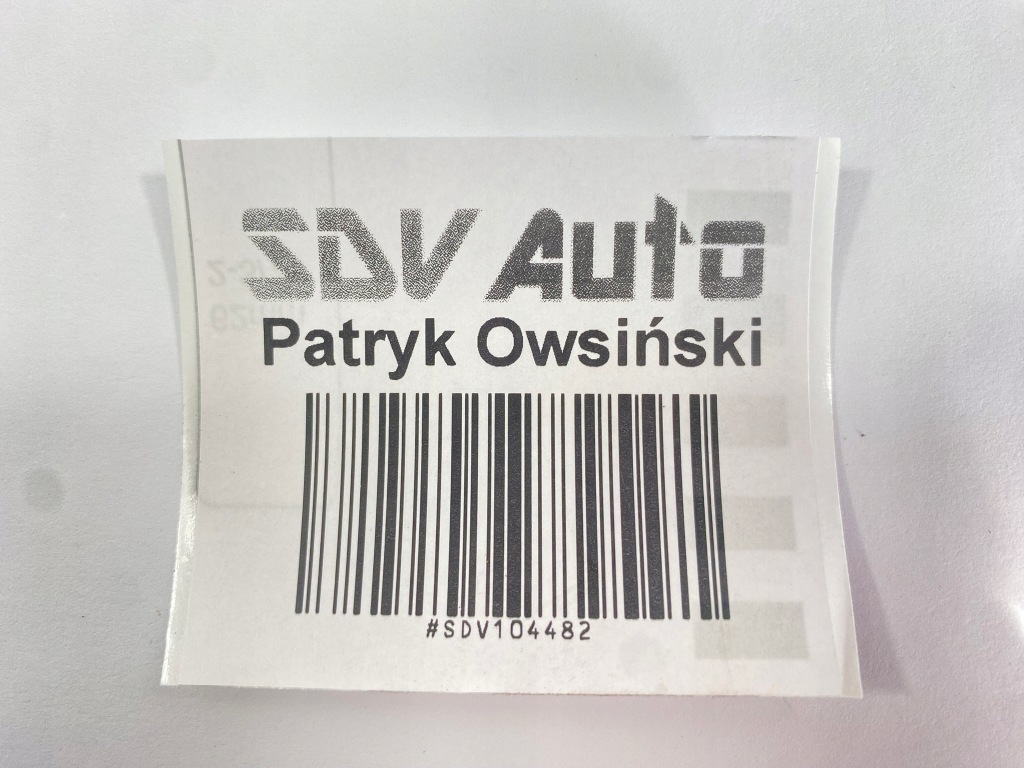 SDV Auto
Patryk Owsiński
#SDV104482